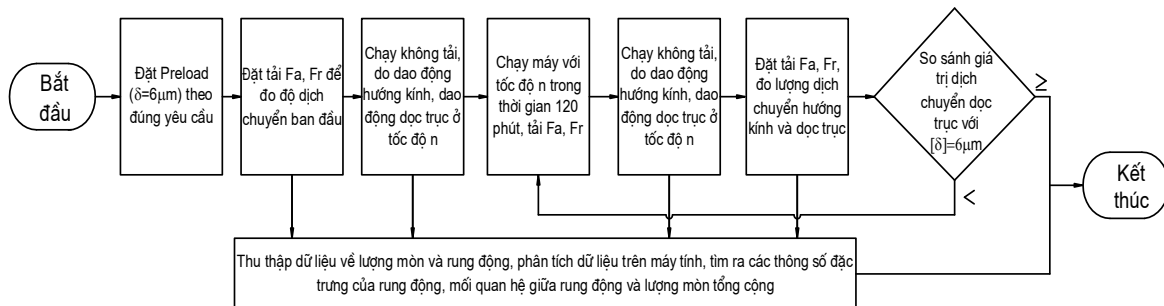 Bắt
đầu
Đặt Preload
(δ=6μm) theo
đúng yêu cầu
Đặt tải Fa, Fr để
đo độ dịch
chuyển ban đầu
Chạy không tải,
do dao động
hướng kính, dao
động dọc trục ở
tốc độ n
Chạy máy với
tốc độ n trong
thời gian 120
phút, tải Fa, Fr
Chạy không tải,
do dao động
hướng kính, dao
động dọc trục ở
tốc độ n
Đặt tải Fa, Fr,
đo lượng dịch
chuyển hướng
kính và dọc trục
So sánh giá
trị dịch
chuyển dọc
trục với
[δ]=6μm
≥
<
Kết
thúc
Thu thập dữ liệu về lượng mòn và rung động, phân tích dữ liệu trên máy tính, tìm ra các thông số đặc
trưng của rung động, mối quan hệ giữa rung động và lượng mòn tổng cộng